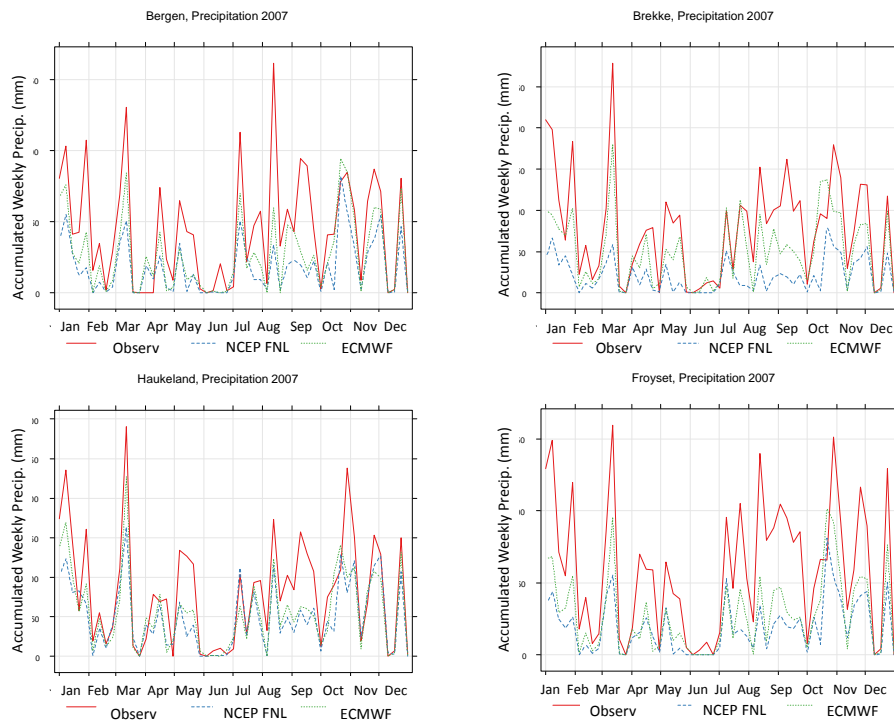 Bergen, Precipitation 2007
Accumulated Weekly Precip. (mm)
0
Jan Feb Mar Apr May Jun Jul Aug Sep Oct Nov Dec
Observ NCEP FNL ECMWF
Brekke, Precipitation 2007
Accumulated Weekly Precip. (mm)
0
Jan Feb Mar Apr May Jun Jul Aug Sep Oct Nov Dec
Observ NCEP FNL ECMWF
Haukeland, Precipitation 2007
Accumulated Weekly Precip. (mm)
0
Jan Feb Mar Apr May Jun Jul Aug Sep Oct Nov Dec
Observ NCEP FNL ECMWF
Froyset, Precipitation 2007
Accumulated Weekly Precip. (mm)
0
Jan Feb Mar Apr May Jun Jul Aug Sep Oct Nov Dec
Observ NCEP FNL ECMWF